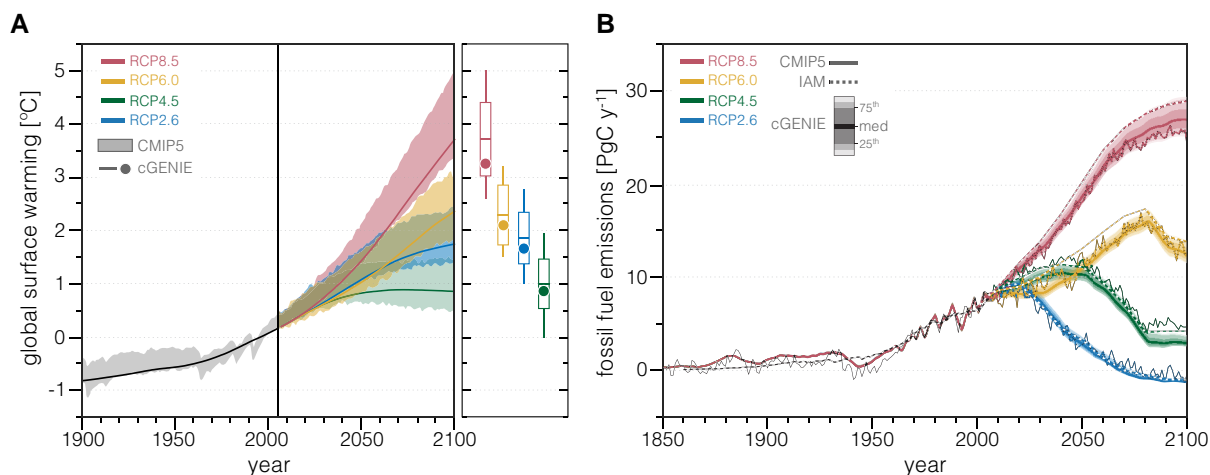 A
global surface warming [ºC]
5
4
3
2
1
0
-1
RCP8.5
RCP6.0
RCP4.5
RCP2.6
CMIP5
cGENIE
1900
1950
2000
2050
2100
year
B
fossil fuel emissions [PgC y-1]
30
20
10
0
RCP8.5
RCP6.0
RCP4.5
RCP2.6
CMIP5
IAM
cGENIE
75th
med
25th
1850
1900
1950
2000
2050
2100
year